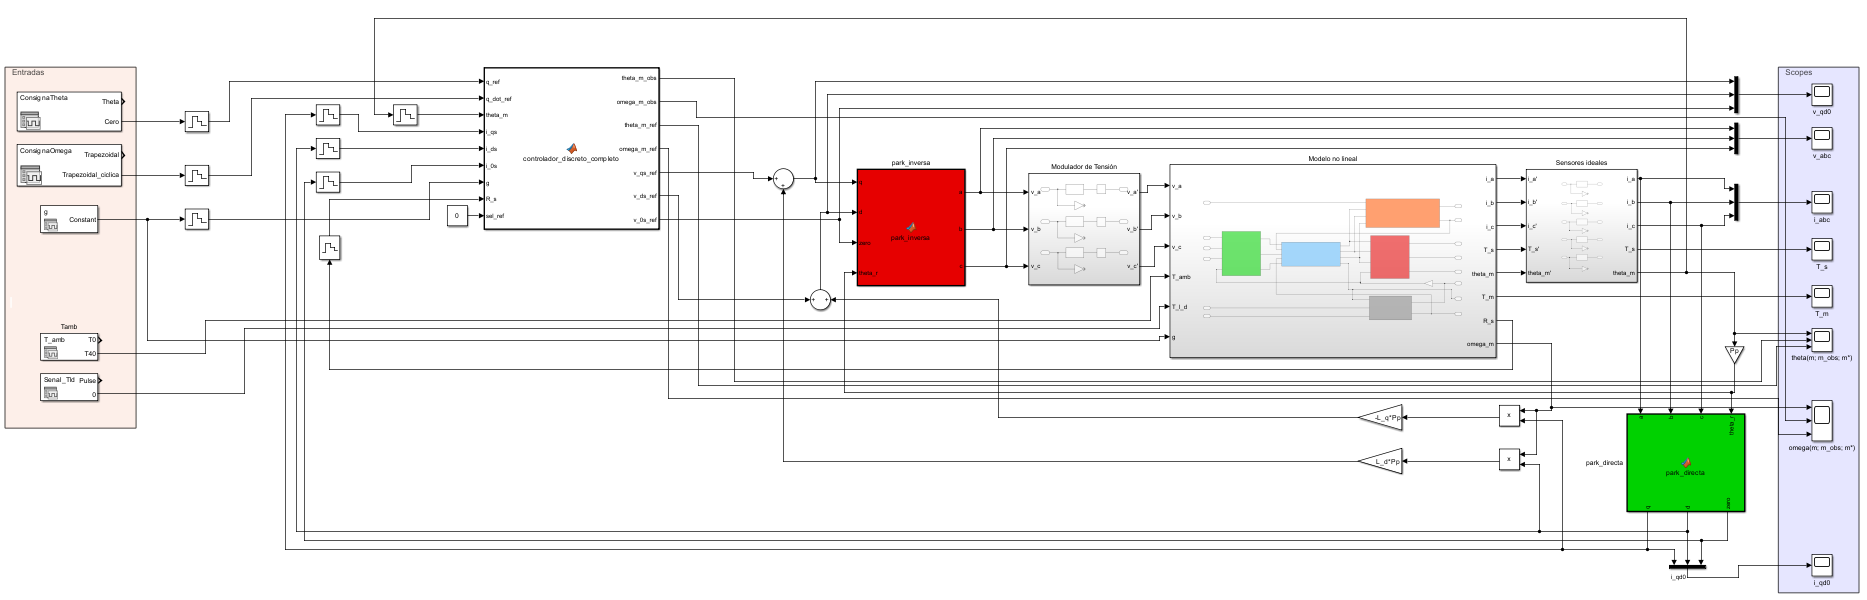 Entradas
ConsignaTheta
Theta
Cero
ConsignaOmega
Trapezoidal
Trapezoidal_ciclica
g
Constant
Tamb
T_amb
T0
T40
Senal_Tld
Pulse
0
0
q_ref
q_dot_ref
theta_m
i_qs
i_ds
i_0s
g
R_s
sel_ref
controlador_discreto_completo
theta_m_obs
omega_m_obs
theta_m_ref
omega_m_ref
v_qs_ref
v_ds_ref
v_0s_ref
park_inversa
park_inversa
Modulador de Tensión
v_a
v_b
v_c
v_a'
v_b'
v_c'
Modelo no lineal
v_a
v_b
v_c
T_amb
T_l_d
g
i_a
i_b
i_c
T_s
theta_m
T_m
R_s
omega_m
Sensores ideales
i_a'
i_b'
i_c'
T_s'
theta_m'
i_a
i_b
i_c
T_s
theta_m
Pp
-L_q*Pp
L_d*Pp
x
x
park_directa
a
b
c
theta_r
park_directa
q
d
cero
i_qd0
Scopes
v_qd0
v_abc
i_abc
T_s
T_m
theta(m; m_obs; m*)
omega(m; m_obs; m*)
i_qd0